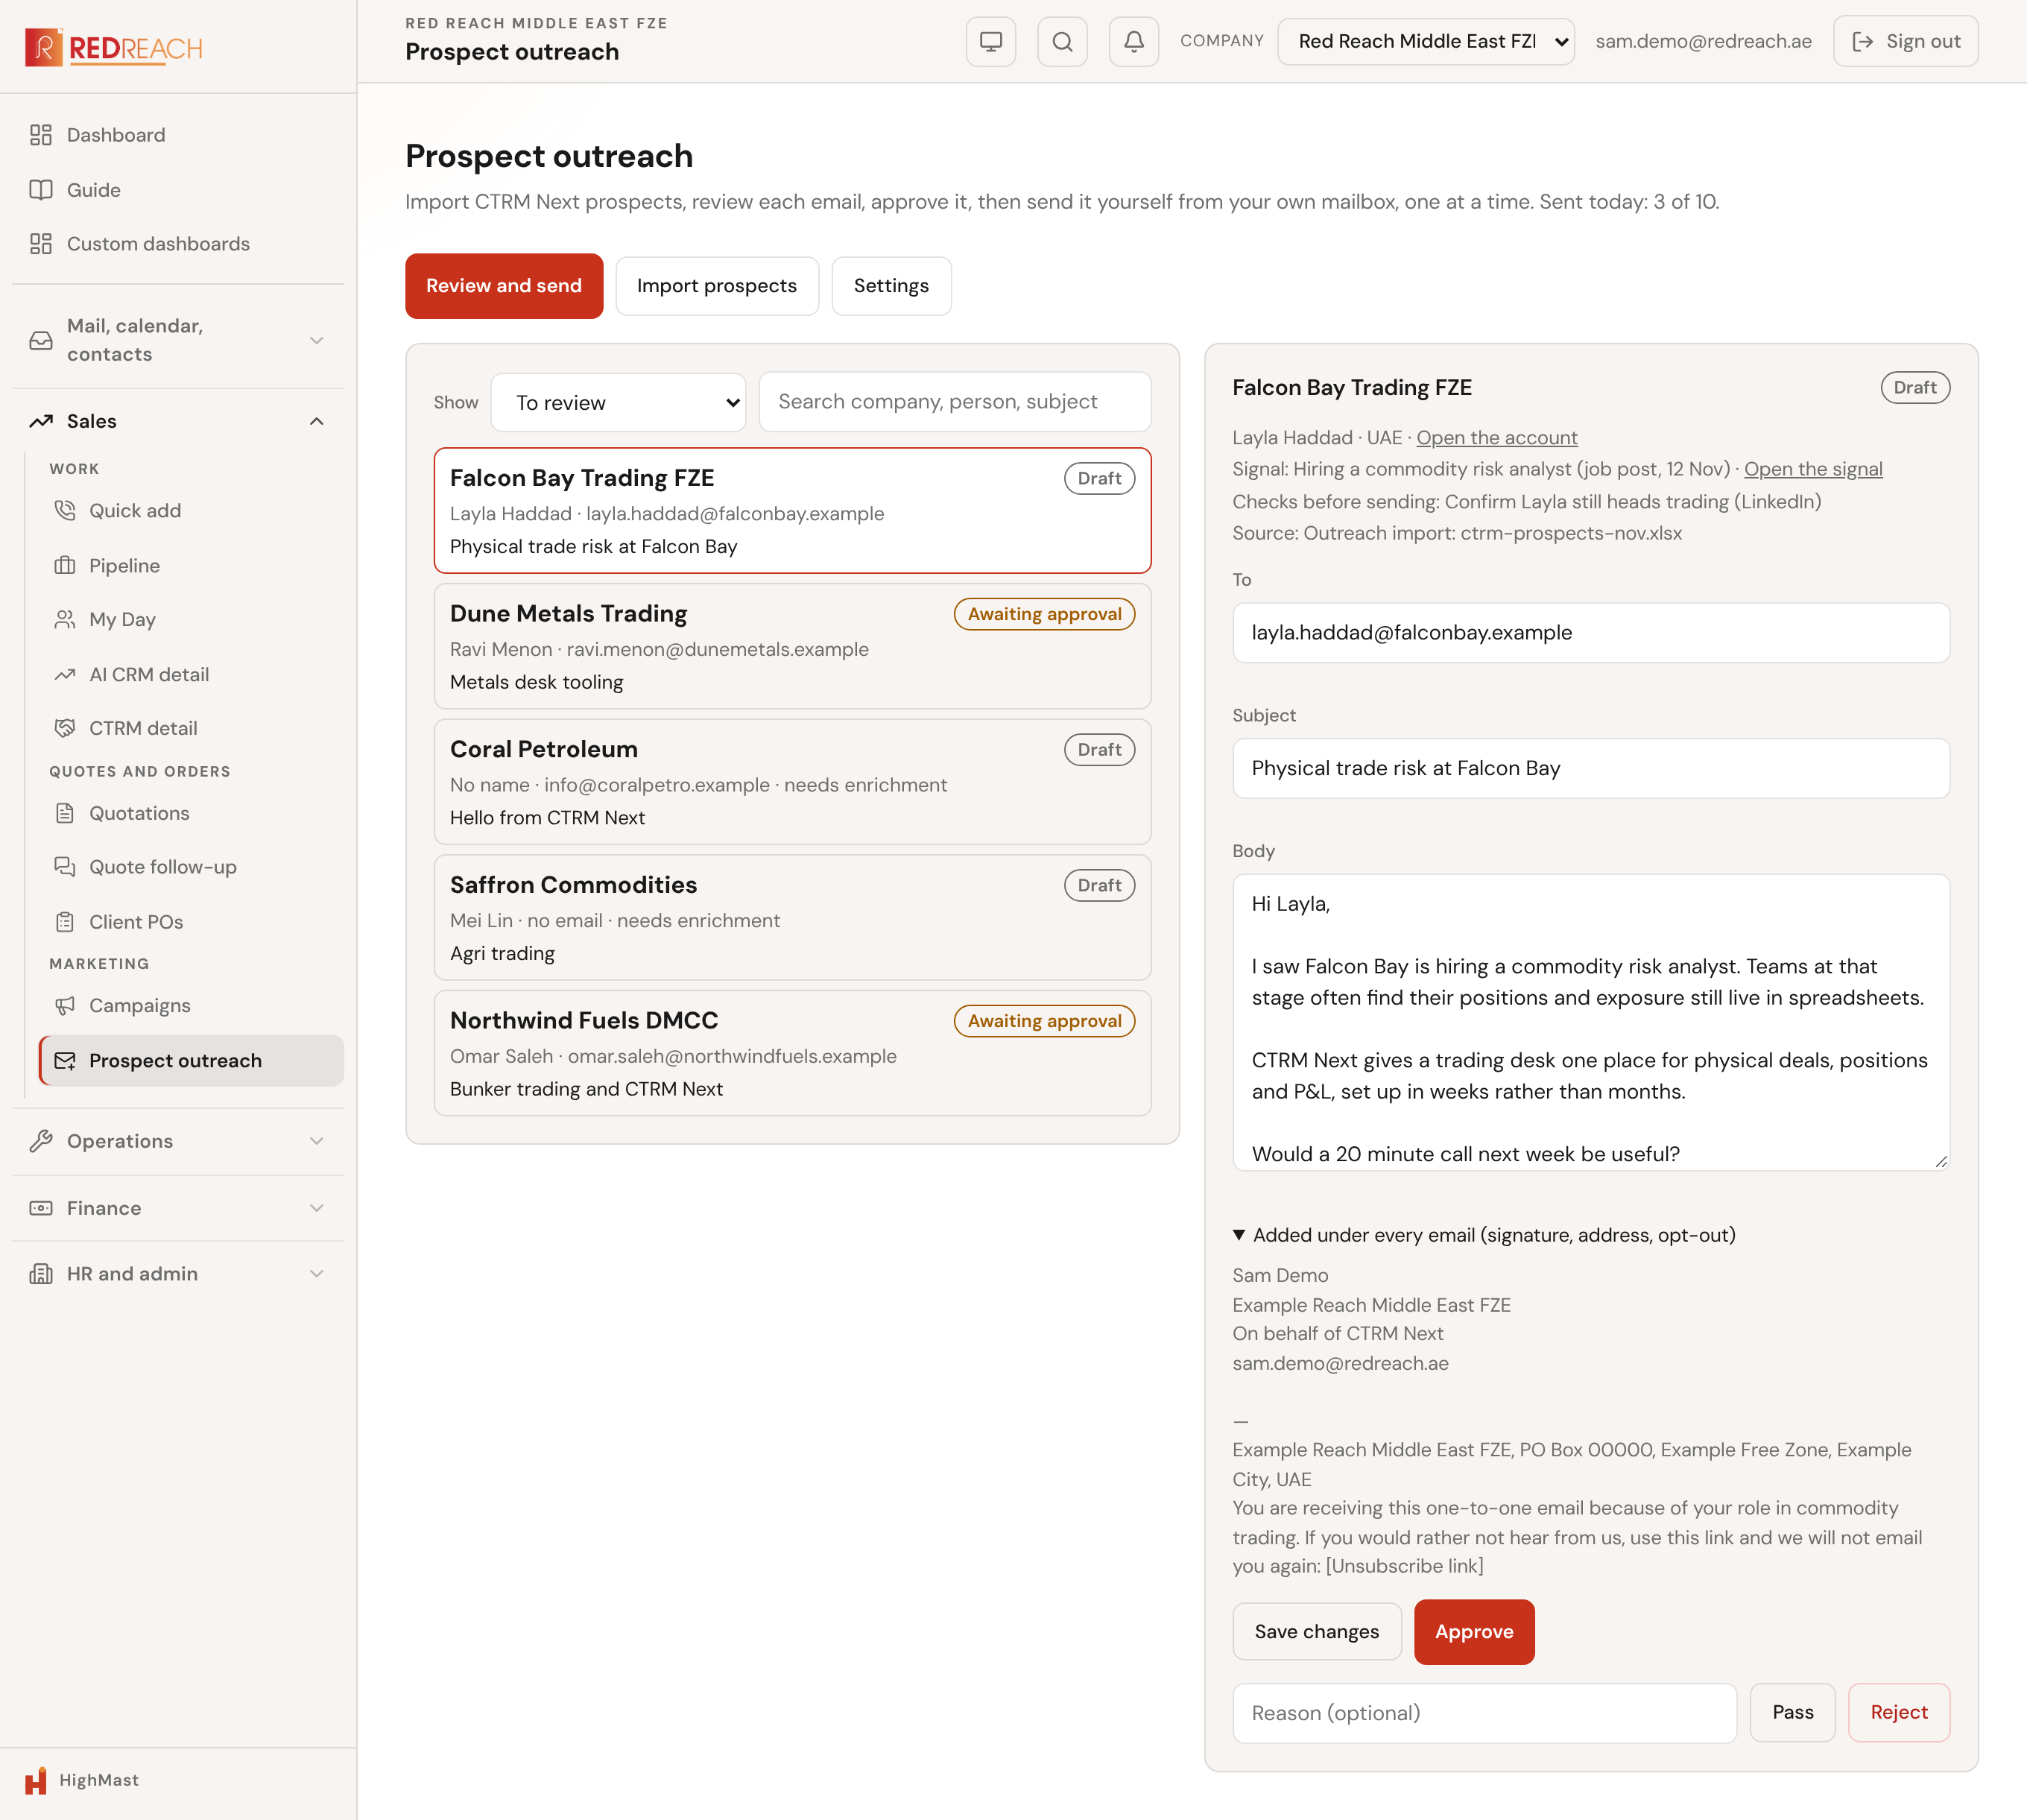 REDREACH
Dashboard
Guide
Custom dashboards
Mail, calendar,
contacts
Sales
WORK
Quick add
Pipeline
My Day
AI CRM detail
CTRM detail
QUOTES AND ORDERS
Quotations
Quote follow-up
Client POs
MARKETING
Campaigns
Prospect outreach
Operations
Finance
HR and admin
HighMast
RED REACH MIDDLE EAST FZE
Prospect outreach
COMPANY
Red Reach Middle East FZI
sam.demo@redreach.ae
Sign out
Prospect outreach
Import CTRM Next prospects, review each email, approve it, then send it yourself from your own mailbox, one at a time. Sent today: 3 of 10.
Review and send
Import prospects
Settings
Show
To review
Search company, person, subject
Falcon Bay Trading FZE
Draft
Layla Haddad · layla.haddad@falconbay.example
Physical trade risk at Falcon Bay
Dune Metals Trading
Awaiting approval
Ravi Menon · ravi.menon@dunemetals.example
Metals desk tooling
Coral Petroleum
Draft
No name · info@coralpetro.example · needs enrichment
Hello from CTRM Next
Saffron Commodities
Draft
Mei Lin · no email · needs enrichment
Agri trading
Northwind Fuels DMCC
Awaiting approval
Omar Saleh · omar.saleh@northwindfuels.example
Bunker trading and CTRM Next
Falcon Bay Trading FZE
Draft
Layla Haddad · UAE · Open the account
Signal: Hiring a commodity risk analyst (job post, 12 Nov) · Open the signal
Checks before sending: Confirm Layla still heads trading (LinkedIn)
Source: Outreach import: ctrm-prospects-nov.xlsx
To
layla.haddad@falconbay.example
Subject
Physical trade risk at Falcon Bay
Body
Hi Layla,
I saw Falcon Bay is hiring a commodity risk analyst. Teams at that
stage often find their positions and exposure still live in spreadsheets.
CTRM Next gives a trading desk one place for physical deals, positions
and P&L, set up in weeks rather than months.
Would a 20 minute call next week be useful?
▼ Added under every email (signature, address, opt-out)
Sam Demo
Example Reach Middle East FZE
On behalf of CTRM Next
sam.demo@redreach.ae
—
Example Reach Middle East FZE, PO Box 00000, Example Free Zone, Example
City, UAE
You are receiving this one-to-one email because of your role in commodity
trading. If you would rather not hear from us, use this link and we will not email
you again: [Unsubscribe link]
Save changes
Approve
Reason (optional)
Pass
Reject